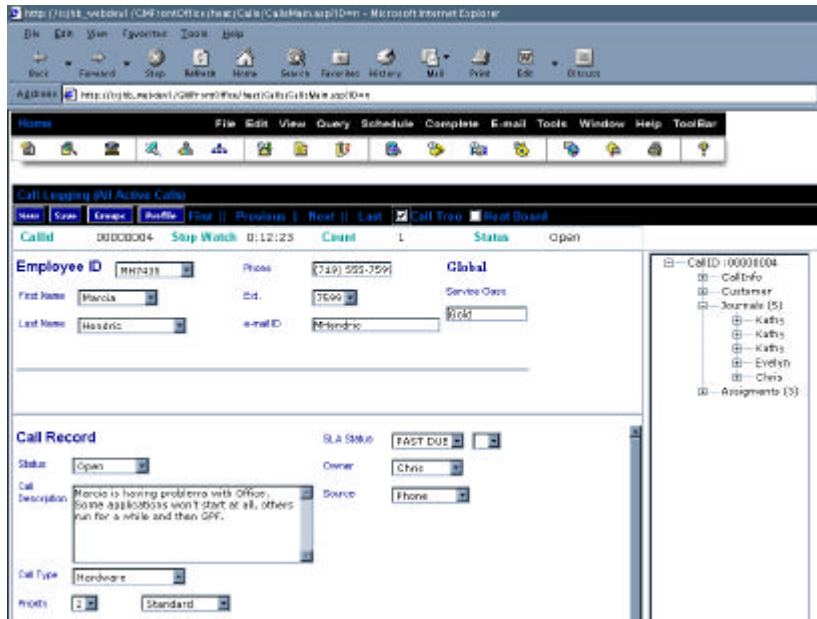 http://cjhb_webdev1/GMFrontOffice/heat/Calls/CallsMain.asp?ID=n - Microsoft Internet Explorer
File Edit View Favorites Tools Help
Back Forward Stop Refresh Home Search Favorites History Mail Print Edit Discuss
Address
Home File Edit View Query Schedule Complete E-mail Tools Window Help ToolBar
Call Logging (All Active Calls)
New Save Groups Profile First || Previous | Next || Last Call Tree Heat Board
CallId 00000004 Stop Watch 0:12:23 Count 1 Status Open
Employee ID MH7435 Phone (719) 555-759 Global
First Name Marcia Ext. 7599 Service Class
Last Name Hendric e-mail ID MHendric Gold
CallID :00000004
CallInfo
Customer
Journals (5)
Kathy
Kathy
Kathy
Evelyn
Chris
Assigments (3)
Call Record SLA Status PAST DUE
Status Open Owner Chris
Call Description Marcia is having problems with Office. Source Phone
Some applications won't start at all, others
run for a while and then GPF.
Call Type Hardware
Priority 2 Standard